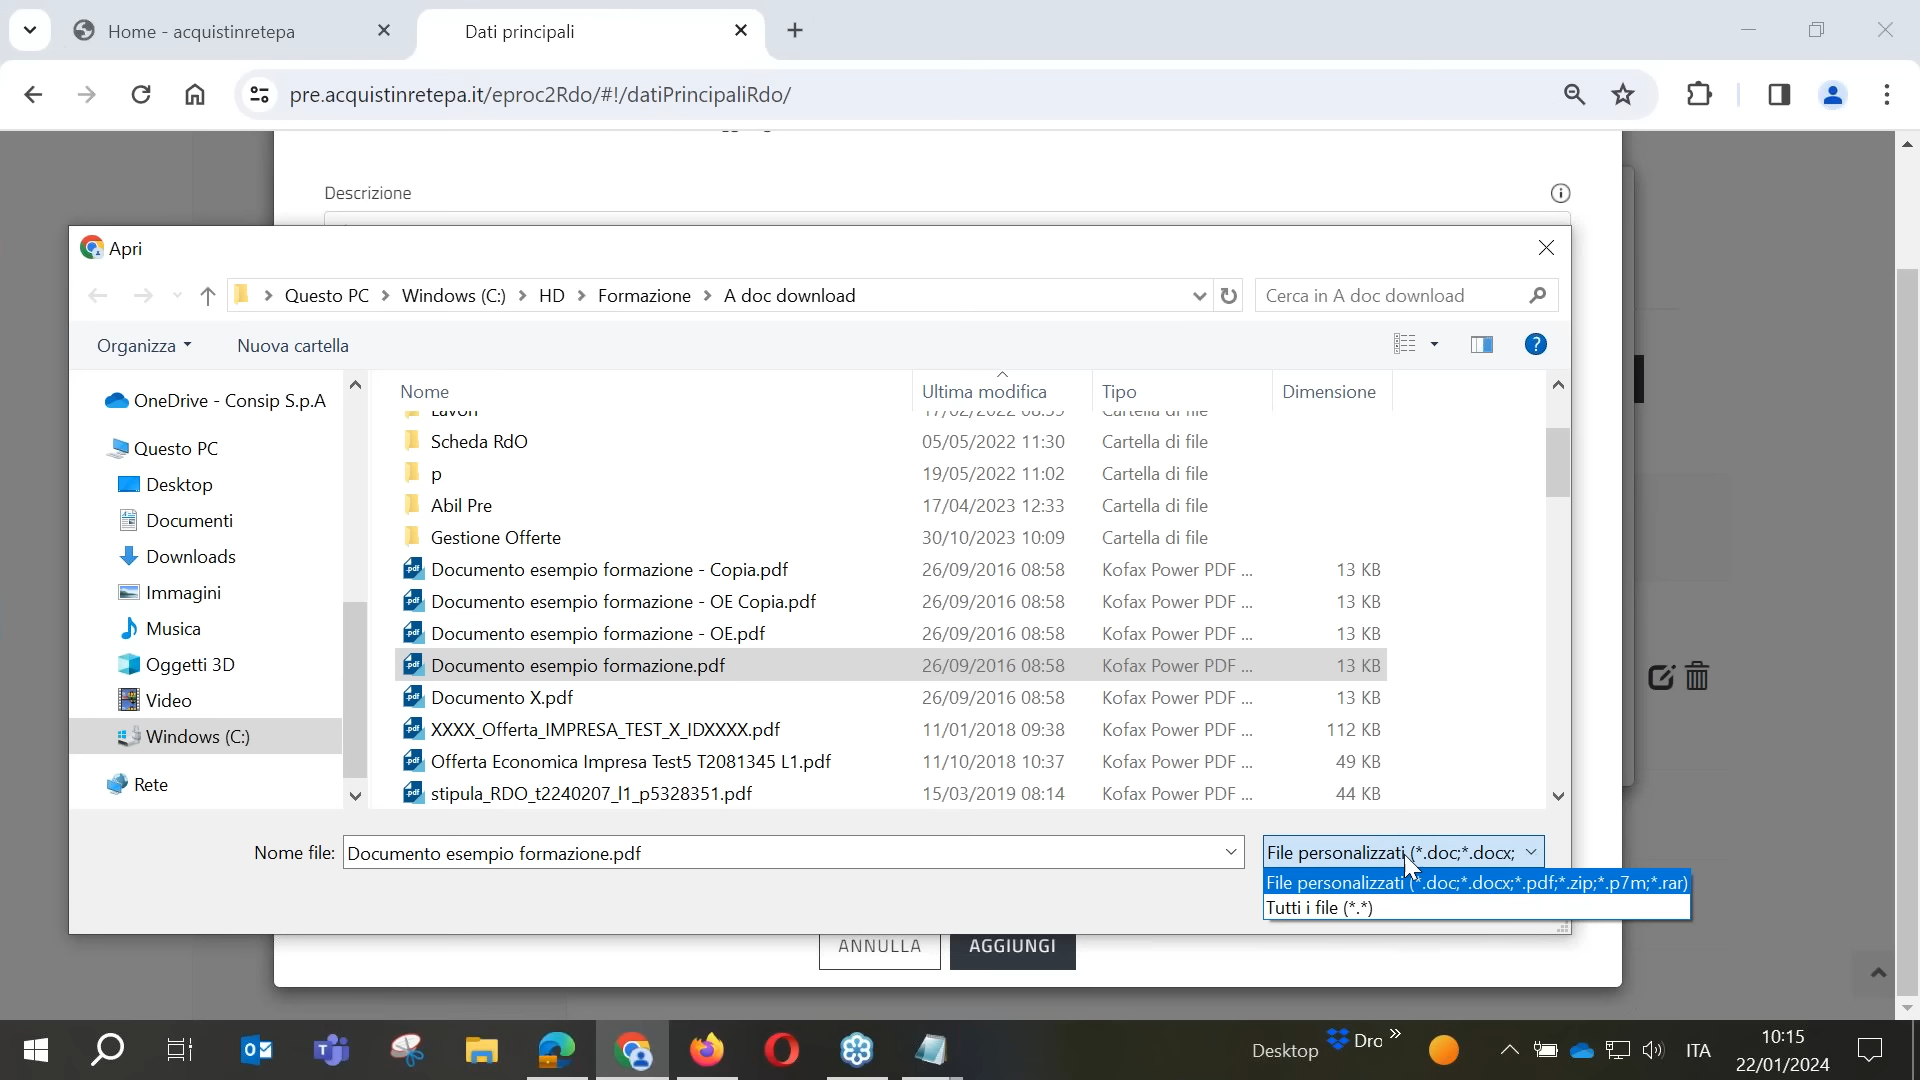 Home - acquistinretepa
Dati principali
pre.acquistinretepa.it/eproc2Rdo/#!/datiPrincipaliRdo/
Descrizione
Apri
Questo PC > Windows (C:) > HD > Formazione > A doc download
Cerca in A doc download
Organizza
Nuova cartella
Nome
Ultima modifica
Tipo
Dimensione
OneDrive - Consip S.p.A
Questo PC
Desktop
Documenti
Downloads
Immagini
Musica
Oggetti 3D
Video
Windows (C:)
Rete
Lavori 17/02/2022 08:39 Cartella di file
Scheda RdO 05/05/2022 11:30 Cartella di file
p 19/05/2022 11:02 Cartella di file
Abil Pre 17/04/2023 12:33 Cartella di file
Gestione Offerte 30/10/2023 10:09 Cartella di file
Documento esempio formazione - Copia.pdf 26/09/2016 08:58 Kofax Power PDF ... 13 KB
Documento esempio formazione - OE Copia.pdf 26/09/2016 08:58 Kofax Power PDF ... 13 KB
Documento esempio formazione - OE.pdf 26/09/2016 08:58 Kofax Power PDF ... 13 KB
Documento esempio formazione.pdf 26/09/2016 08:58 Kofax Power PDF ... 13 KB
Documento X.pdf 26/09/2016 08:58 Kofax Power PDF ... 13 KB
XXXX_Offerta_IMPRESA_TEST_X_IDXXXX.pdf 11/01/2018 09:38 Kofax Power PDF ... 112 KB
Offerta Economica Impresa Test5 T2081345 L1.pdf 11/10/2018 10:37 Kofax Power PDF ... 49 KB
stipula_RDO_t2240207_l1_p5328351.pdf 15/03/2019 08:14 Kofax Power PDF ... 44 KB
Nome file: Documento esempio formazione.pdf
File personalizzati (*.doc;*.docx;
File personalizzati (*.doc;*.docx;*.pdf;*.zip;*.p7m;*.rar)
Tutti i file (*.*)
ANNULLA
AGGIUNGI
Desktop
Dro
ITA
10:15
22/01/2024